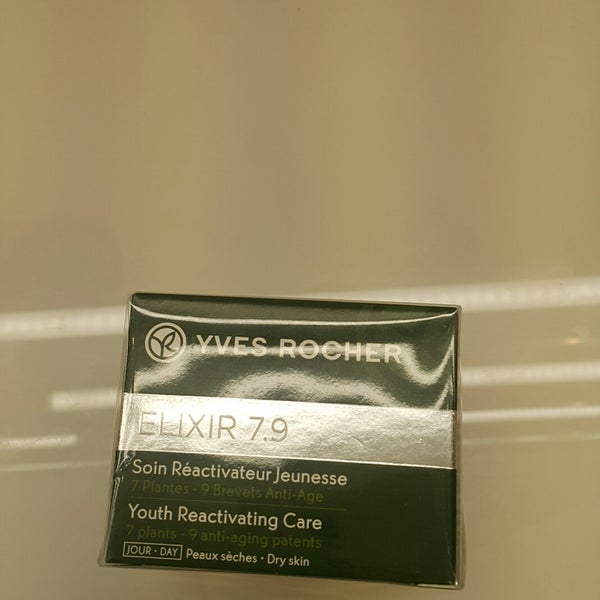 YVES ROCHER
ELIXIR 7.9
Soin Réactivateur Jeunesse
7 Plantes - 9 Brevets Anti-Age
Youth Reactivating Care
7 plants - 9 anti-aging patents
JOUR • DAY Peaux sèches • Dry skin